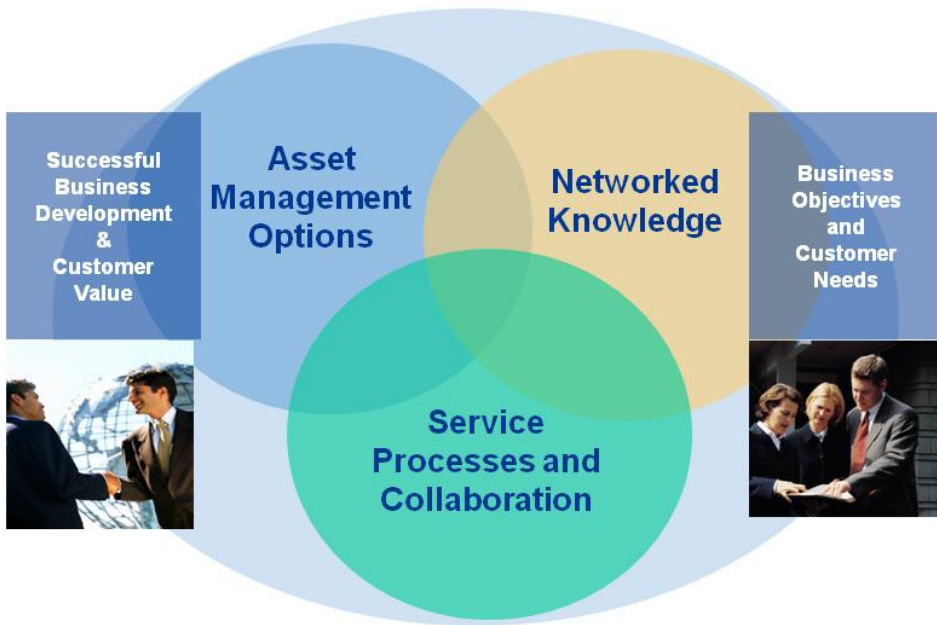 Successful
Business
Development
&
Customer
Value
Asset
Management
Options
Networked
Knowledge
Business
Objectives
and
Customer
Needs
Service
Processes and
Collaboration